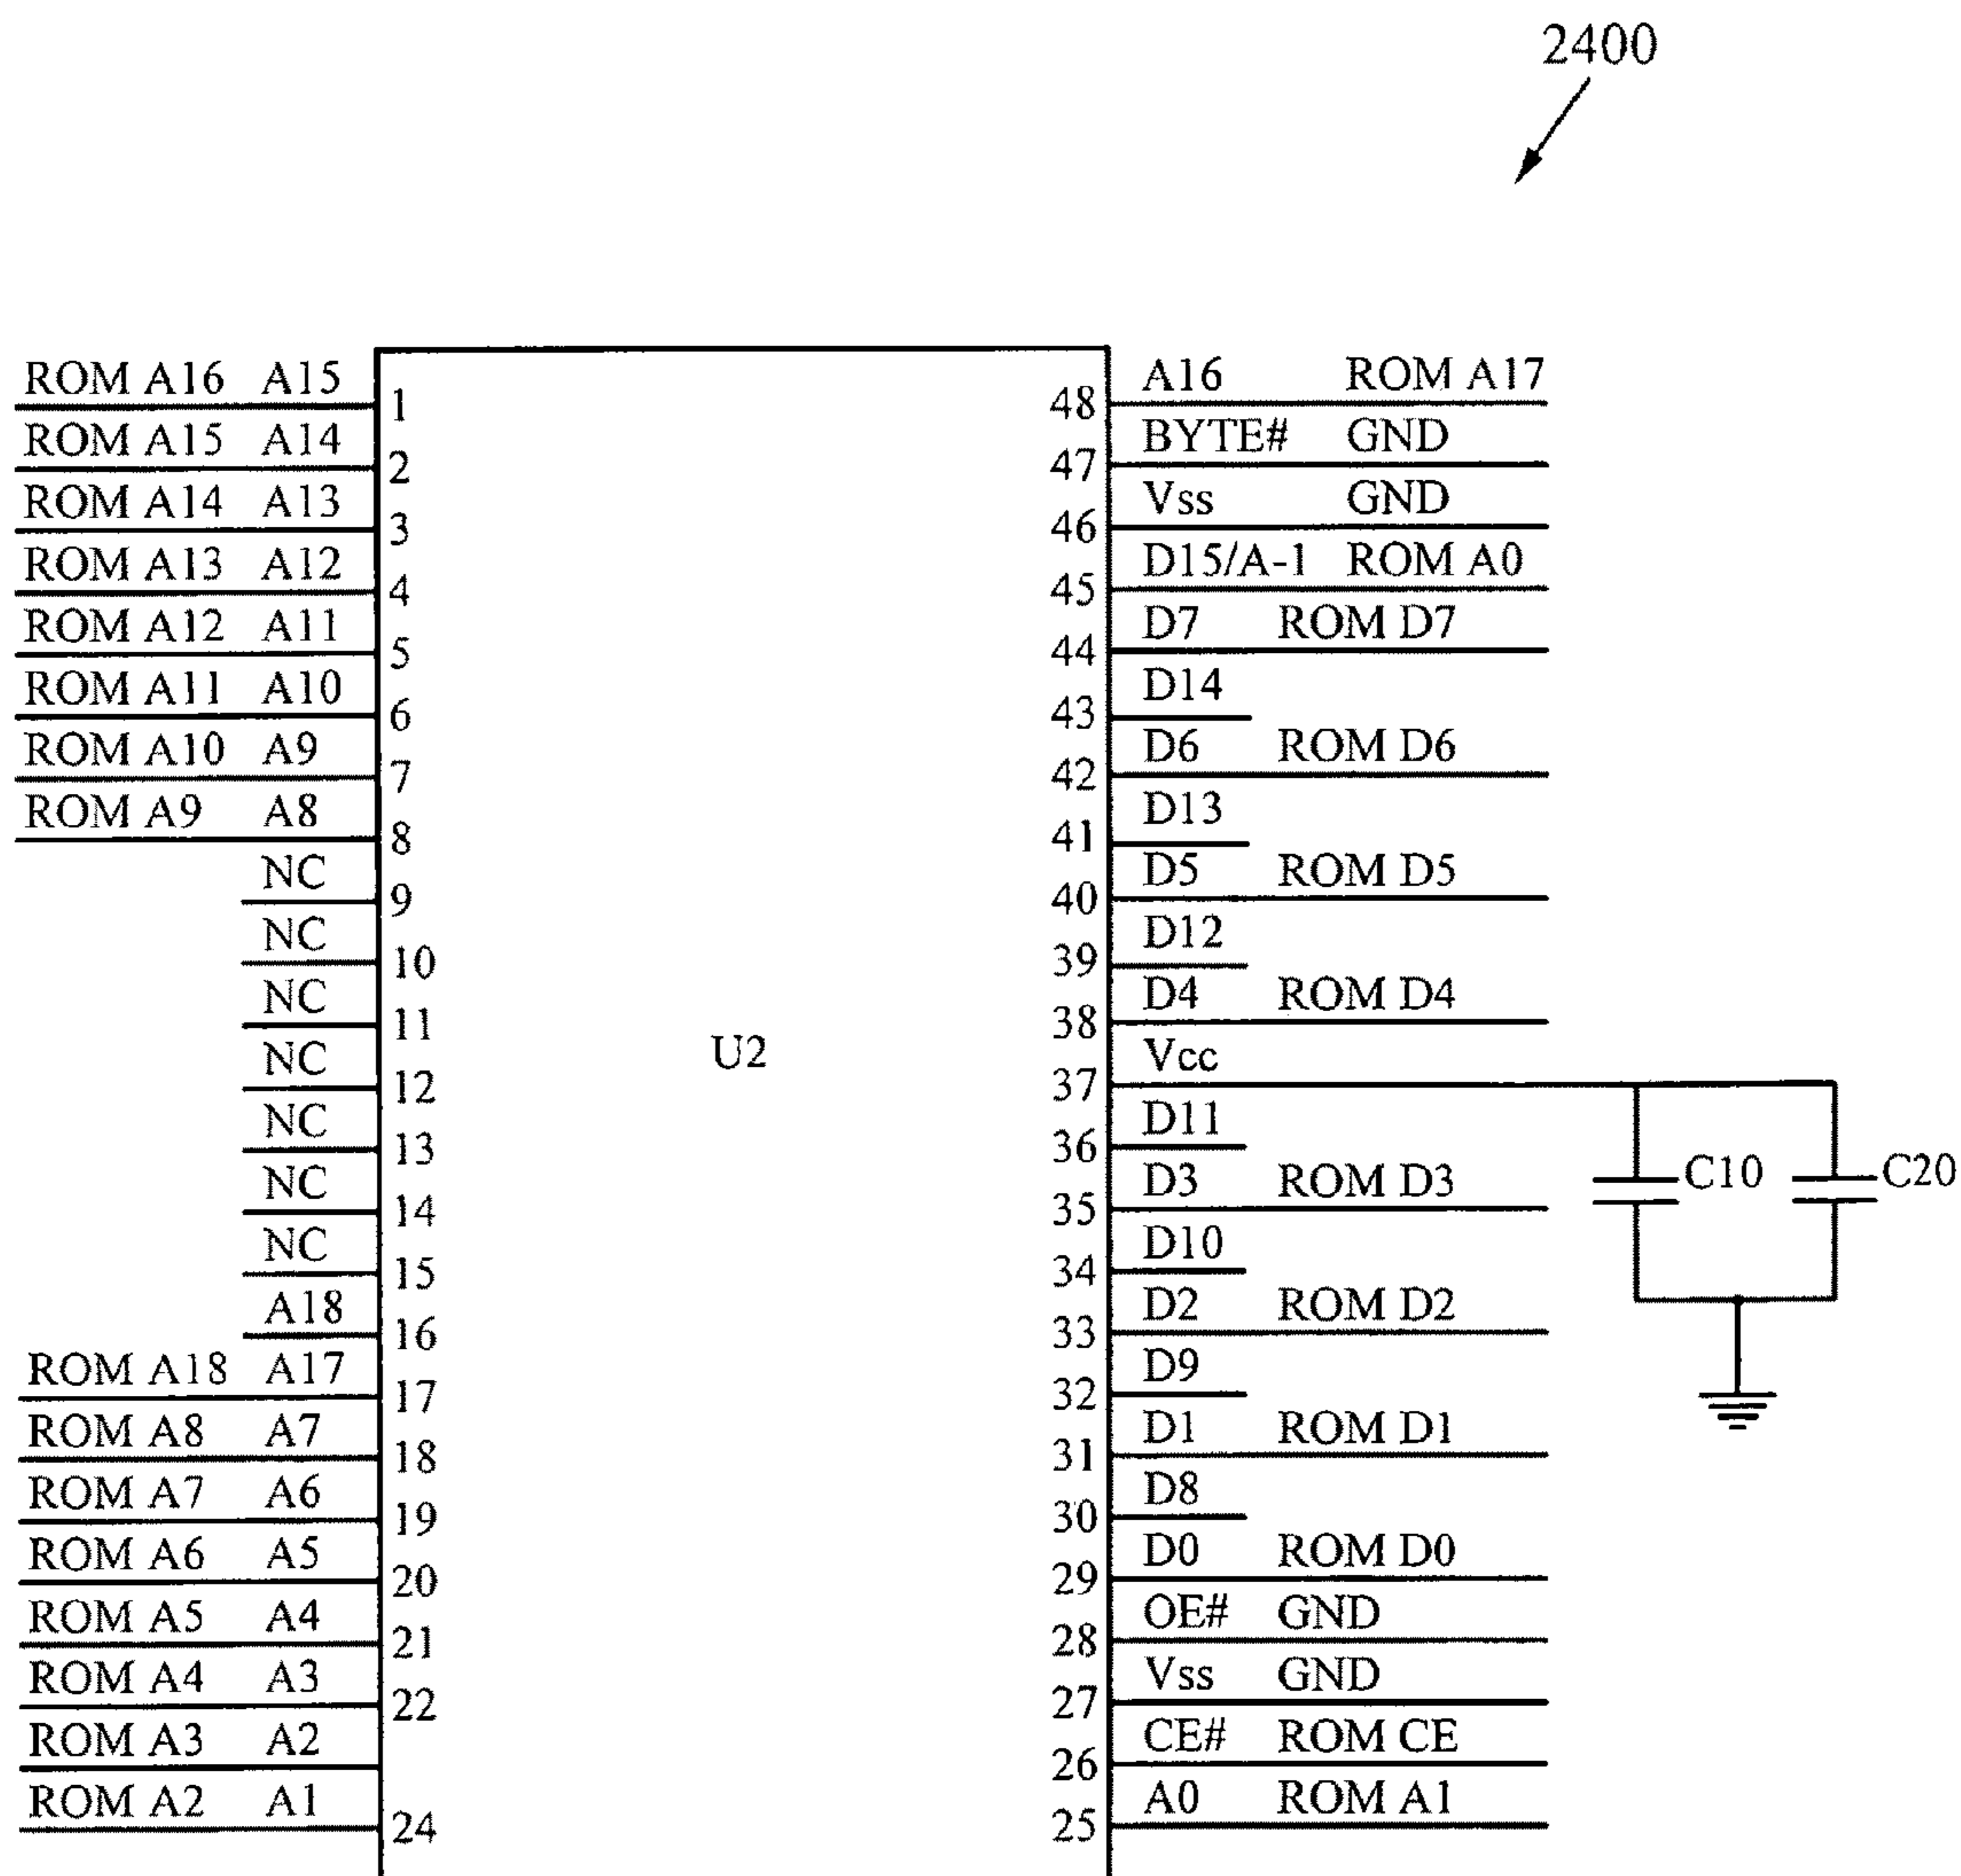 2400
ROM A16 A15
1
ROM A15 A14
2
ROM A14 A13
3
ROM A13 A12
4
ROM A12 A11
5
ROM A11 A10
6
ROM A10 A9
7
ROM A9 A8
8
NC
9
NC
10
NC
11
NC
12
NC
13
NC
14
NC
15
A18
16
ROM A18 A17
17
ROM A8 A7
18
ROM A7 A6
19
ROM A6 A5
20
ROM A5 A4
21
ROM A4 A3
22
ROM A3 A2
ROM A2 A1
24
U2
A16 ROM A17
48
BYTE# GND
47
Vss GND
46
D15/A-1 ROM A0
45
D7 ROM D7
44
D14
43
D6 ROM D6
42
D13
41
D5 ROM D5
40
D12
39
D4 ROM D4
38
Vcc
37
D11
36
D3 ROM D3
35
D10
34
D2 ROM D2
33
D9
32
D1 ROM D1
31
D8
30
D0 ROM D0
29
OE# GND
28
Vss GND
27
CE# ROM CE
26
A0 ROM A1
25
C10
C20